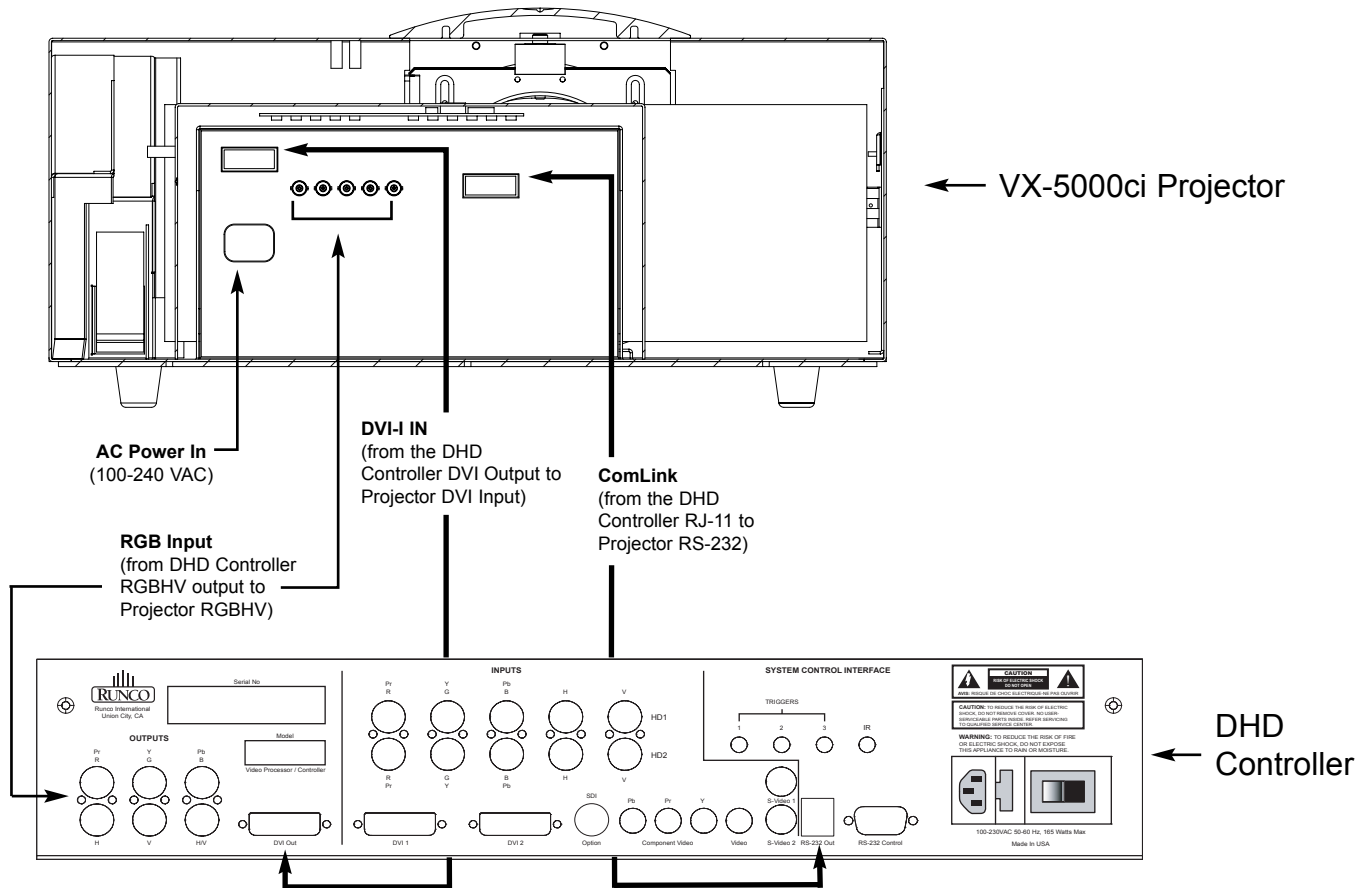 VX-5000ci Projector
AC Power In
(100-240 VAC)
DVI-I IN
(from the DHD
Controller DVI Output to
Projector DVI Input)
ComLink
(from the DHD
Controller RJ-11 to
Projector RS-232)
RGB Input
(from DHD Controller
RGBHV output to
Projector RGBHV)
DHD
Controller
RUNCO
Runco International
Union City, CA
Serial No
OUTPUTS
Pr Y Pb
R G B
H V H/V
Model
Video Processor / Controller
DVI Out
INPUTS
Pr Y Pb
R G B H V
HD1
HD2
R G B H V
Pr Y Pb
DVI 1
DVI 2
SDI
Option
Pb Pr Y
Component Video
Video
S-Video 1
S-Video 2
SYSTEM CONTROL INTERFACE
TRIGGERS
1 2 3 IR
RS-232 Out
RS-232 Control
CAUTION
RISK OF ELECTRIC SHOCK
DO NOT OPEN
AVIS: RISQUE DE CHOC ELECTRIQUE-NE PAS OUVRIR
CAUTION: TO REDUCE THE RISK OF ELECTRIC
SHOCK, DO NOT REMOVE COVER. NO USER-
SERVICEABLE PARTS INSIDE. REFER SERVICING
TO QUALIFIED SERVICE CENTER.
WARNING: TO REDUCE THE RISK OF FIRE
OR ELECTRIC SHOCK, DO NOT EXPOSE
THIS APPLIANCE TO RAIN OR MOISTURE.
100-230VAC 50-60 Hz, 165 Watts Max
Made In USA